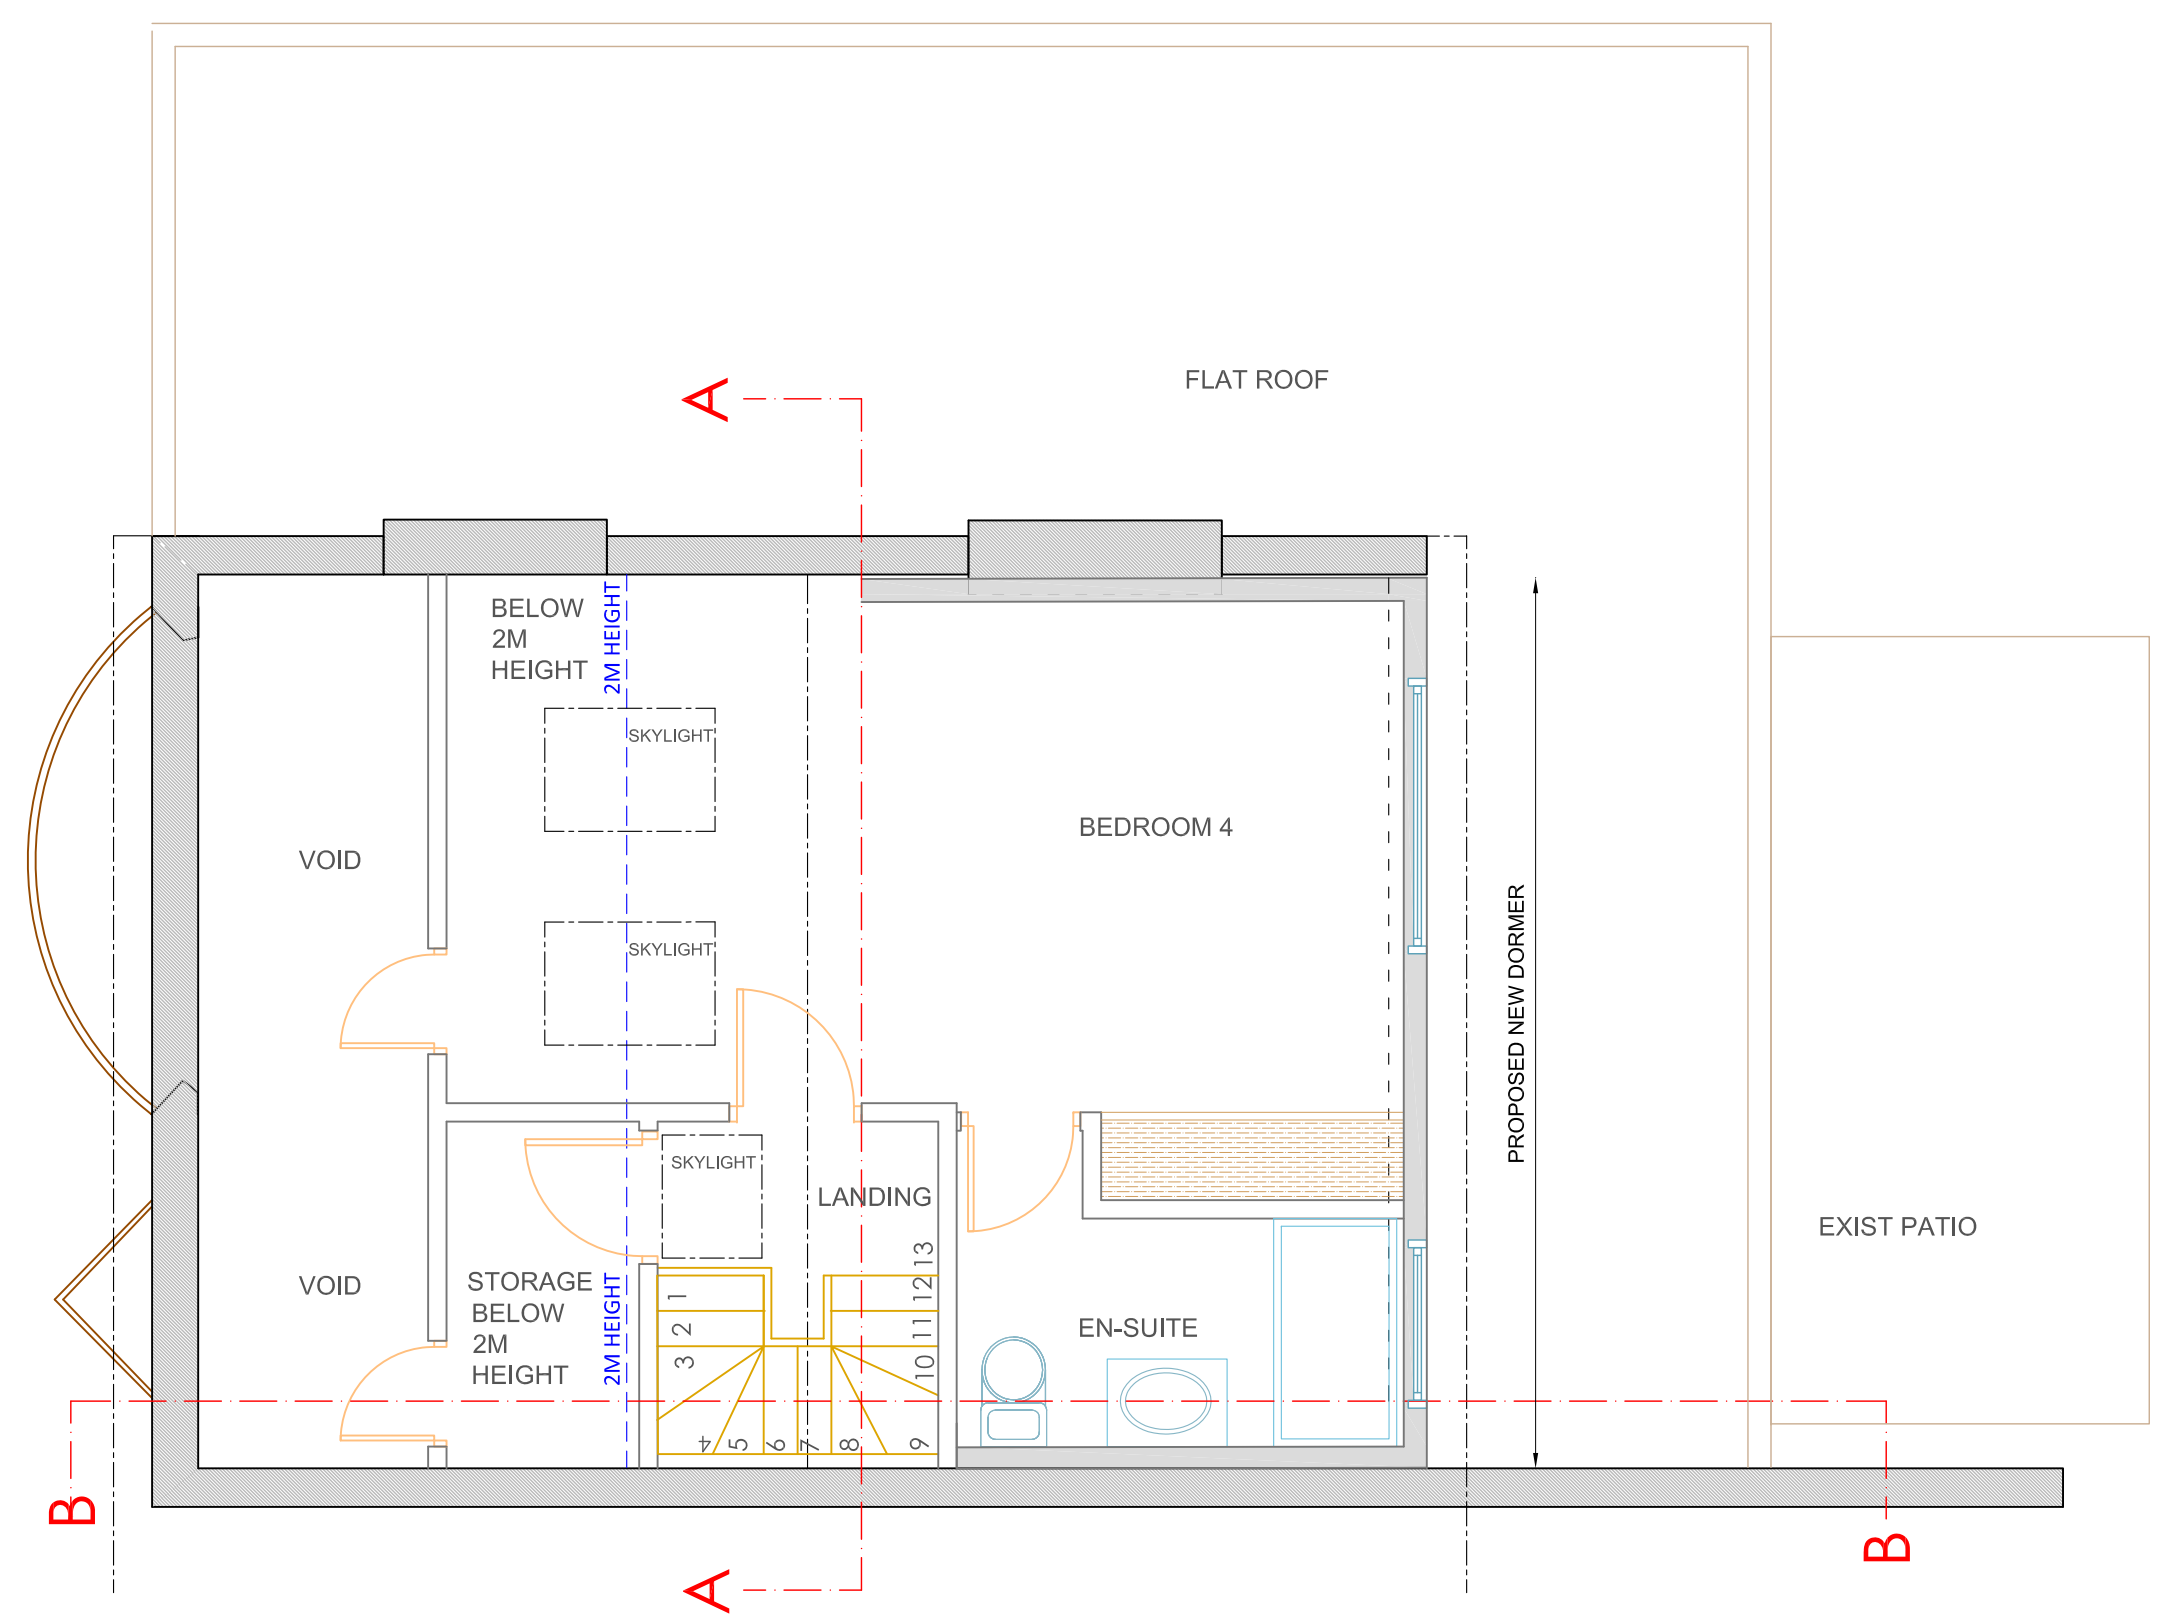 FLAT ROOF
A
BELOW
2M
HEIGHT
2M HEIGHT
SKYLIGHT
BEDROOM 4
VOID
SKYLIGHT
PROPOSED NEW DORMER
SKYLIGHT
LANDING
EXIST PATIO
VOID
STORAGE
BELOW
2M
HEIGHT
2M HEIGHT
1
2
3
4
5
6
7
8
9
10
11
12
13
EN-SUITE
B
B
A